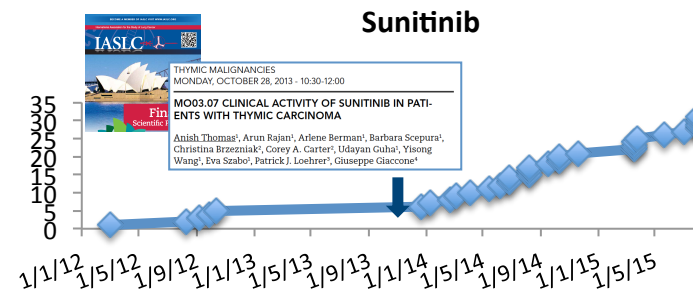 Sunitinib
IASLC
THYMIC MALIGNANCIES
MONDAY, OCTOBER 28, 2013 - 10:30-12:00
MO03.07 CLINICAL ACTIVITY OF SUNITINIB IN PATI-
ENTS WITH THYMIC CARCINOMA
Anish Thomas¹, Arun Rajan¹, Arlene Berman¹, Barbara Scepura¹,
Christina Brzezniak², Corey A. Carter², Udayan Guha¹, Yisong
Wang¹, Eva Szabo¹, Patrick J. Loehrer³, Giuseppe Giaccone⁴
Fin
Scientific
35
30
25
20
15
10
5
0
1/1/12
1/5/12
1/9/12
1/1/13
1/5/13
1/9/13
1/1/14
1/5/14
1/9/14
1/1/15
1/5/15